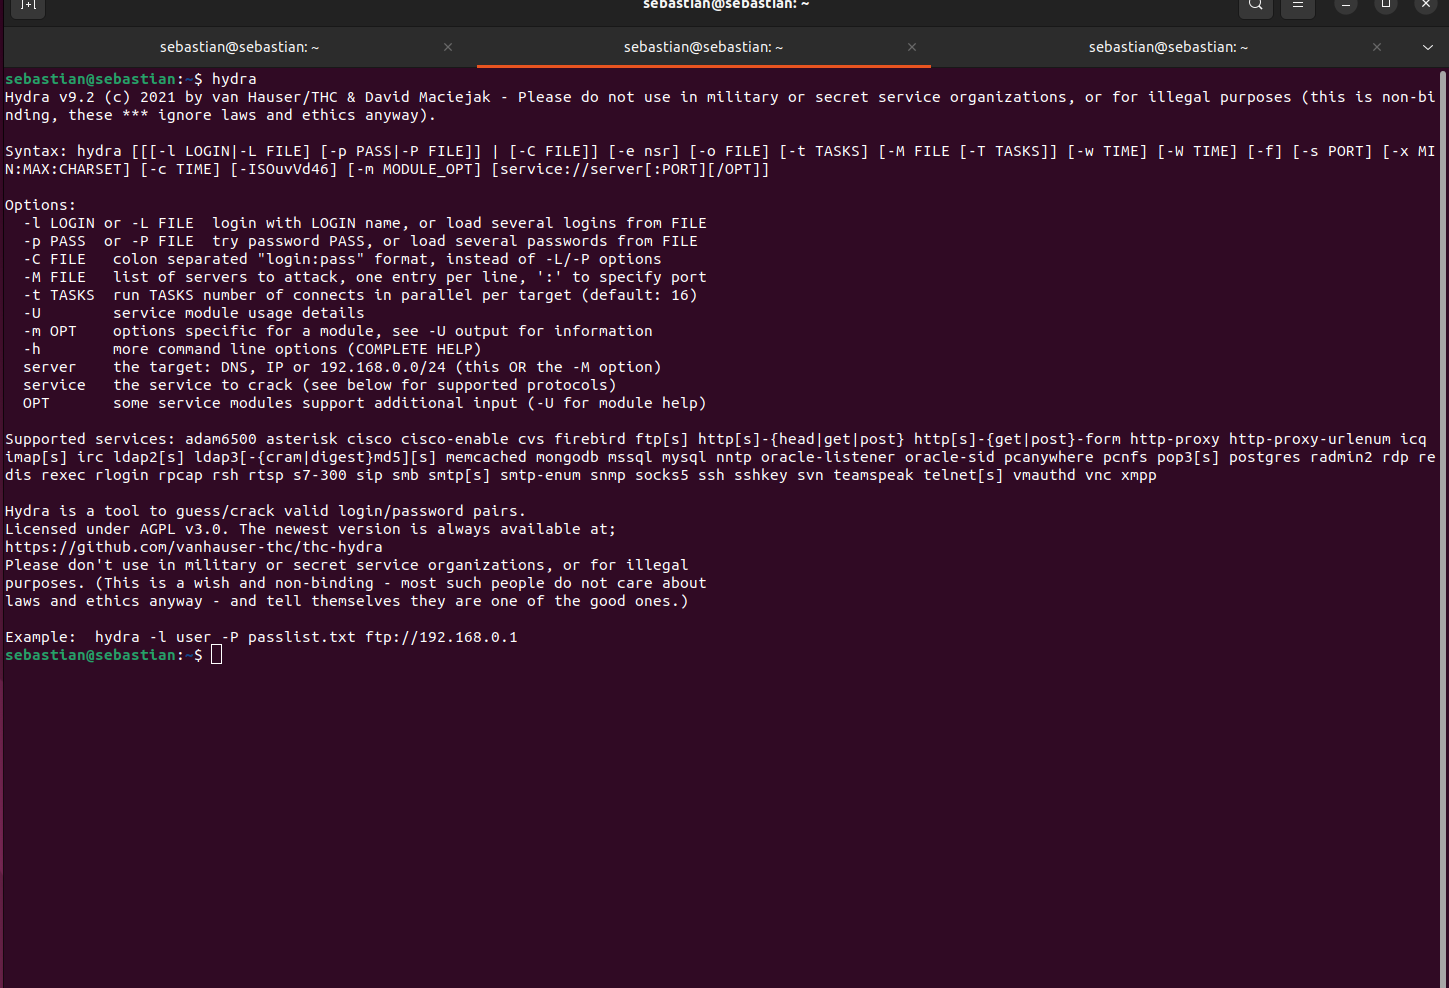 sebastian@sebastian: ~
sebastian@sebastian: ~ × sebastian@sebastian: ~ × sebastian@sebastian: ~ ×
sebastian@sebastian:~$ hydra
Hydra v9.2 (c) 2021 by van Hauser/THC & David Maciejak - Please do not use in military or secret service organizations, or for illegal purposes (this is non-bi
nding, these *** ignore laws and ethics anyway).
Syntax: hydra [[[-l LOGIN|-L FILE] [-p PASS|-P FILE]] | [-C FILE]] [-e nsr] [-o FILE] [-t TASKS] [-M FILE [-T TASKS]] [-w TIME] [-W TIME] [-f] [-s PORT] [-x MI
N:MAX:CHARSET] [-c TIME] [-ISOuvVd46] [-m MODULE_OPT] [service://server[:PORT][/OPT]]
Options:
  -l LOGIN or -L FILE  login with LOGIN name, or load several logins from FILE
  -p PASS  or -P FILE  try password PASS, or load several passwords from FILE
  -C FILE   colon separated "login:pass" format, instead of -L/-P options
  -M FILE   list of servers to attack, one entry per line, ':' to specify port
  -t TASKS  run TASKS number of connects in parallel per target (default: 16)
  -U        service module usage details
  -m OPT    options specific for a module, see -U output for information
  -h        more command line options (COMPLETE HELP)
  server    the target: DNS, IP or 192.168.0.0/24 (this OR the -M option)
  service   the service to crack (see below for supported protocols)
  OPT       some service modules support additional input (-U for module help)
Supported services: adam6500 asterisk cisco cisco-enable cvs firebird ftp[s] http[s]-{head|get|post} http[s]-{get|post}-form http-proxy http-proxy-urlenum icq
imap[s] irc ldap2[s] ldap3[-{cram|digest}md5][s] memcached mongodb mssql mysql nntp oracle-listener oracle-sid pcanywhere pcnfs pop3[s] postgres radmin2 rdp re
dis rexec rlogin rpcap rsh rtsp s7-300 sip smb smtp[s] smtp-enum snmp socks5 ssh sshkey svn teamspeak telnet[s] vmauthd vnc xmpp
Hydra is a tool to guess/crack valid login/password pairs.
Licensed under AGPL v3.0. The newest version is always available at;
https://github.com/vanhauser-thc/thc-hydra
Please don't use in military or secret service organizations, or for illegal
purposes. (This is a wish and non-binding - most such people do not care about
laws and ethics anyway - and tell themselves they are one of the good ones.)
Example:  hydra -l user -P passlist.txt ftp://192.168.0.1
sebastian@sebastian:~$